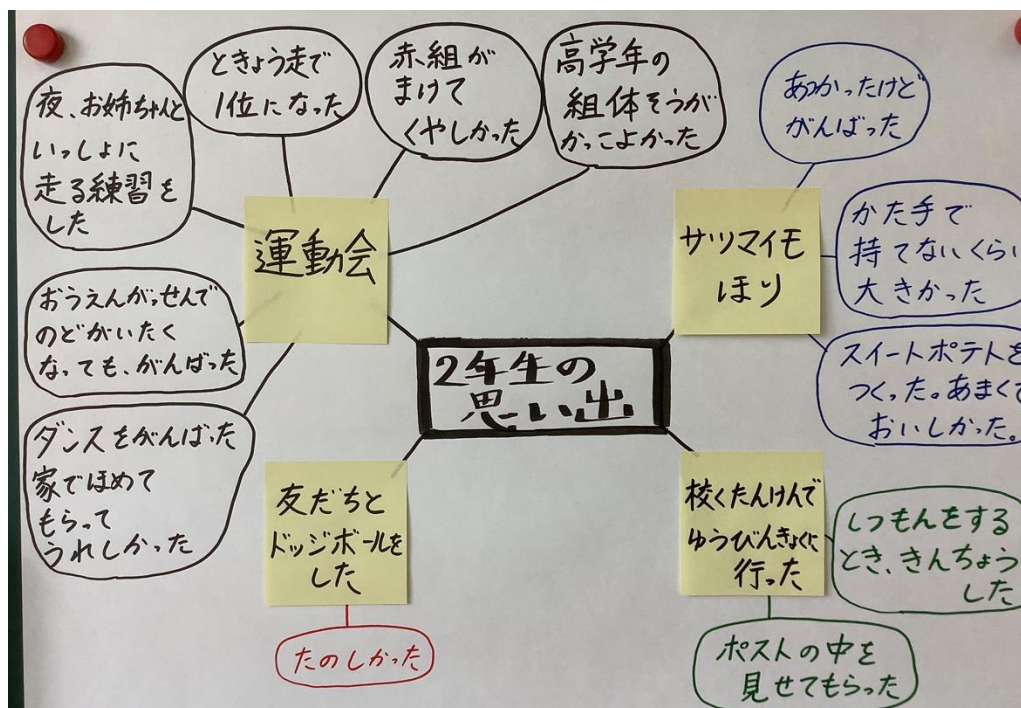 2年生の
思い出
運動会
夜、お姉ちゃんと
いっしょに
走る練習を
した
ときょう走で
1位になった
赤組が
まけて
くやしかった
高学年の
組体そうが
かっこよかった
おうえんがっせんで
のどがいたく
なっても、がんばった
ダンスをがんばった
家でほめて
もらって
うれしかった
サツマイモ
ほり
あつかったけど
がんばった
かた手で
持てないくらい
大きかった
スイートポテトを
つくった。あまくて
おいしかった。
友だちと
ドッジボールを
した
たのしかった
校くたんけんで
ゆうびんきょくに
行った
しつもんをする
とき、きんちょう
した
ポストの中を
見せてもらった